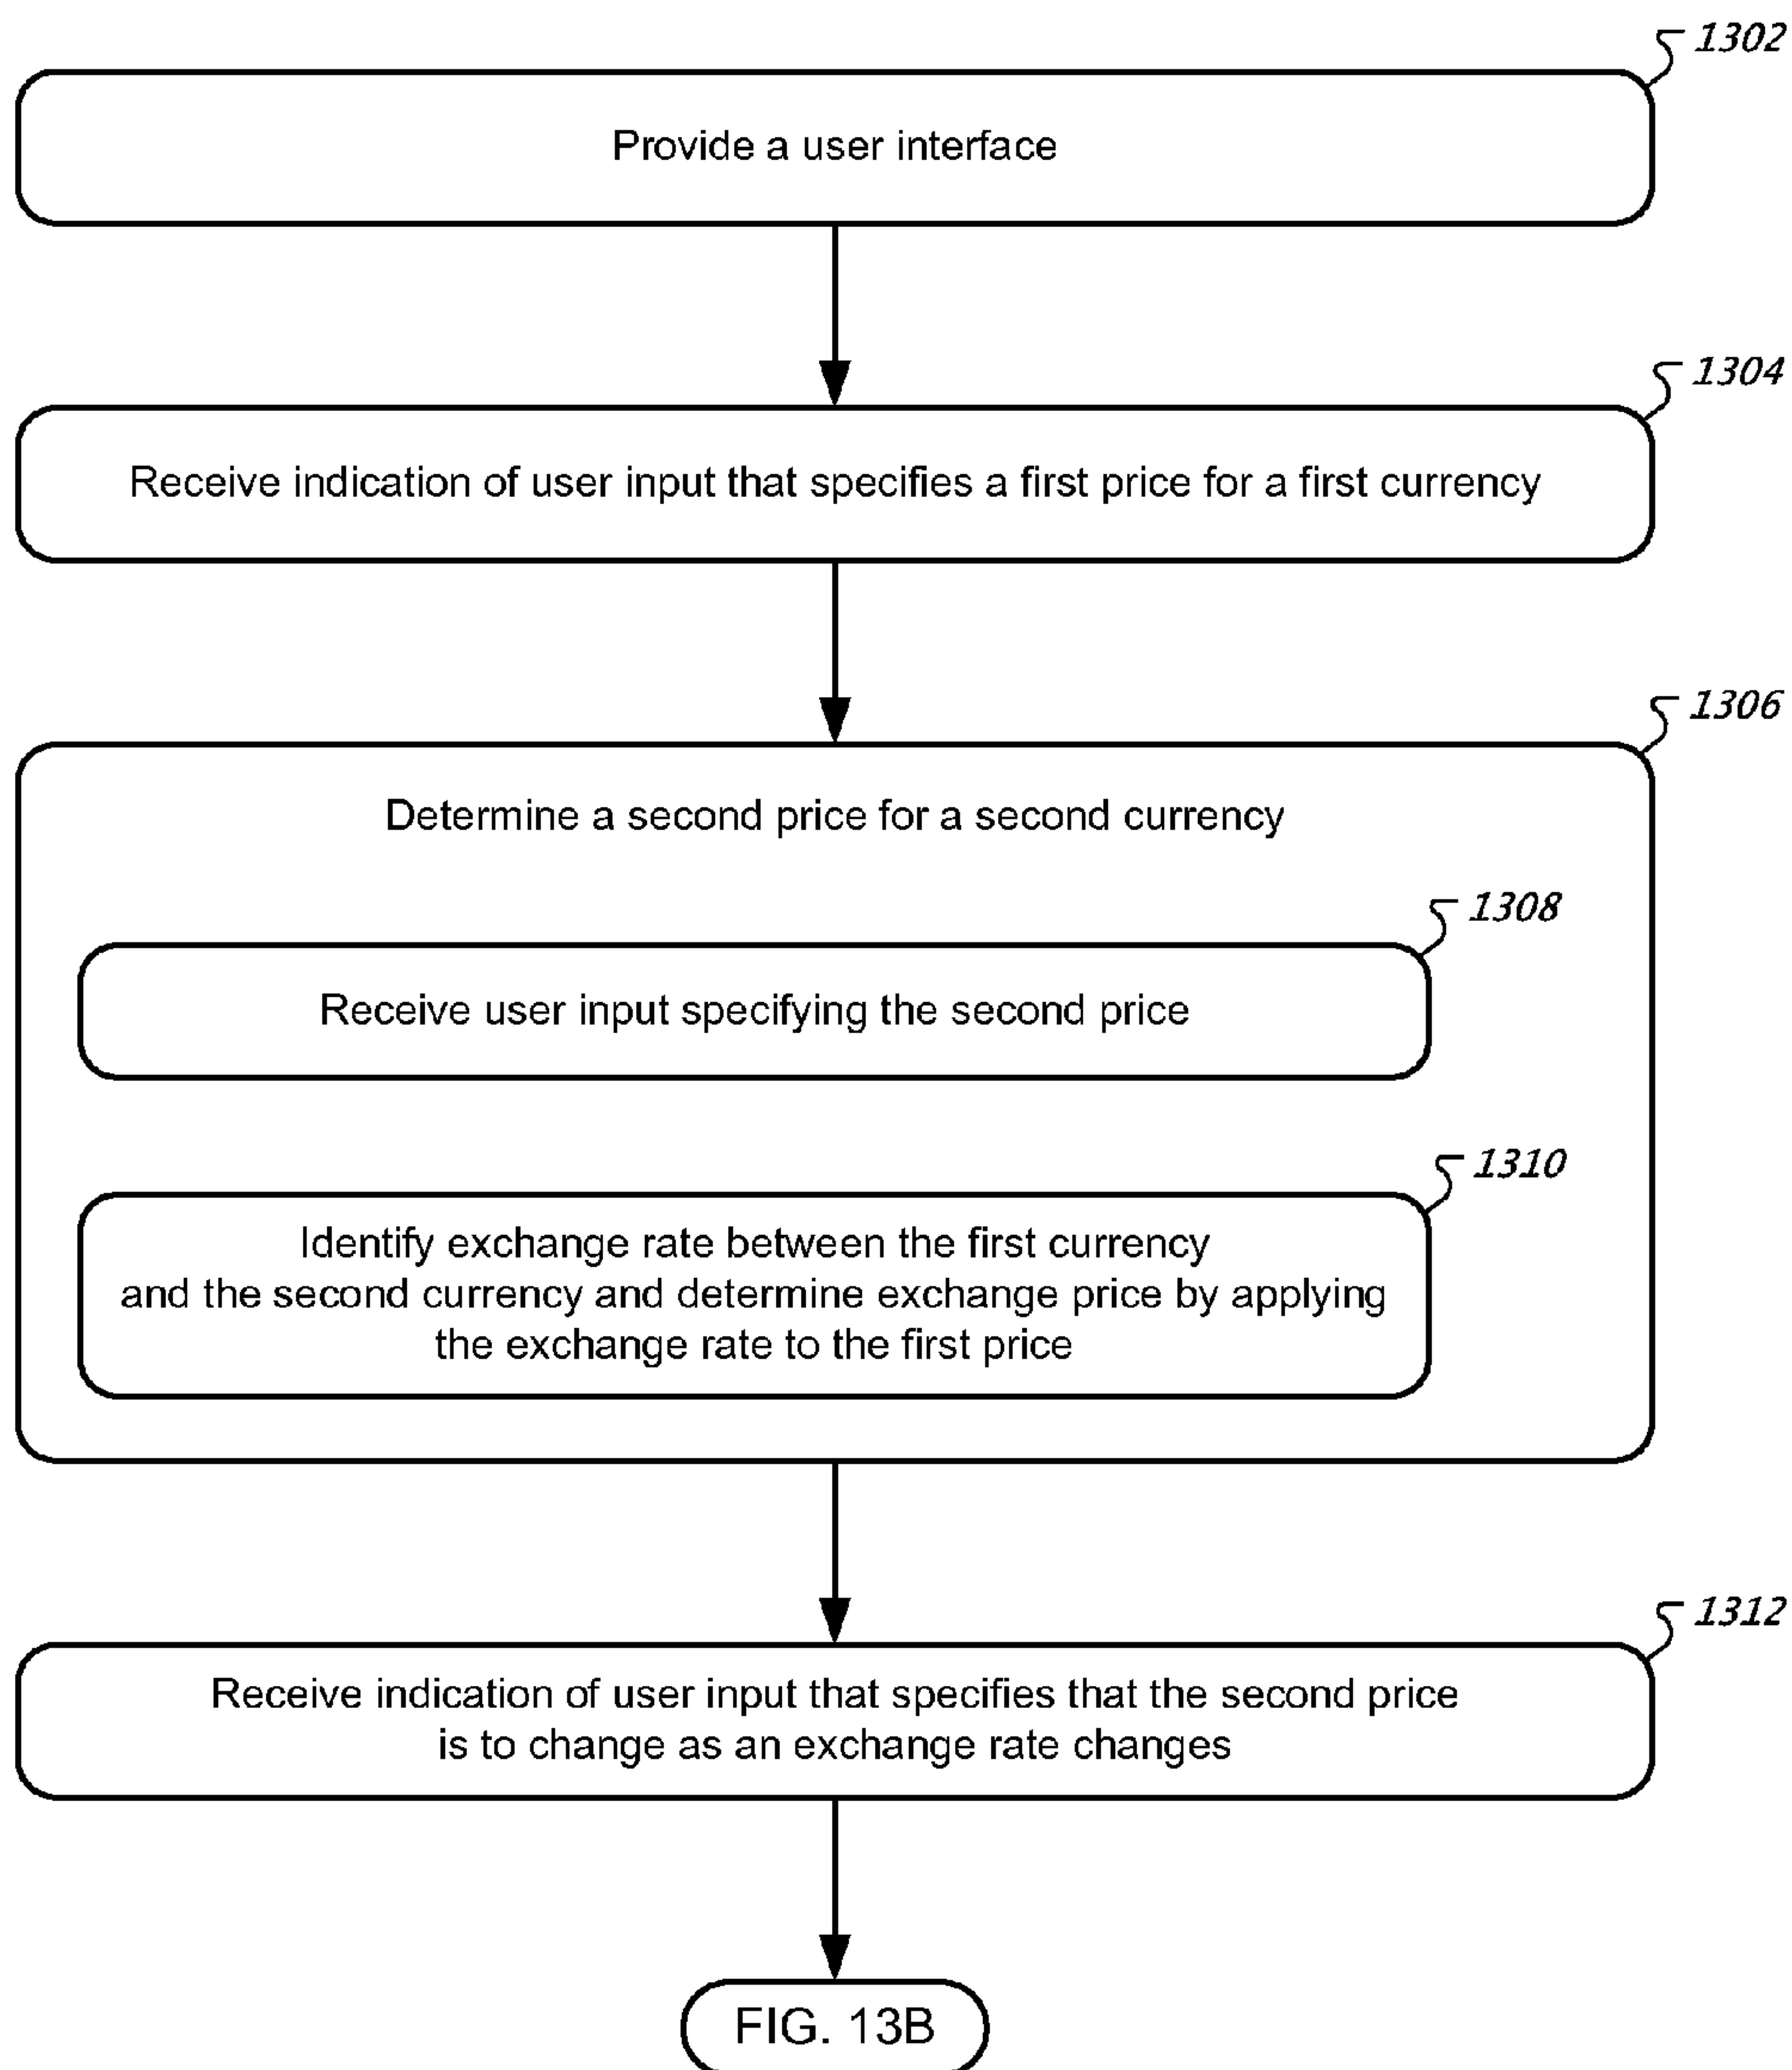 1302
Provide a user interface
1304
Receive indication of user input that specifies a first price for a first currency
1306
Determine a second price for a second currency
1308
Receive user input specifying the second price
1310
Identify exchange rate between the first currency
and the second currency and determine exchange price by applying
the exchange rate to the first price
1312
Receive indication of user input that specifies that the second price
is to change as an exchange rate changes
FIG. 13B